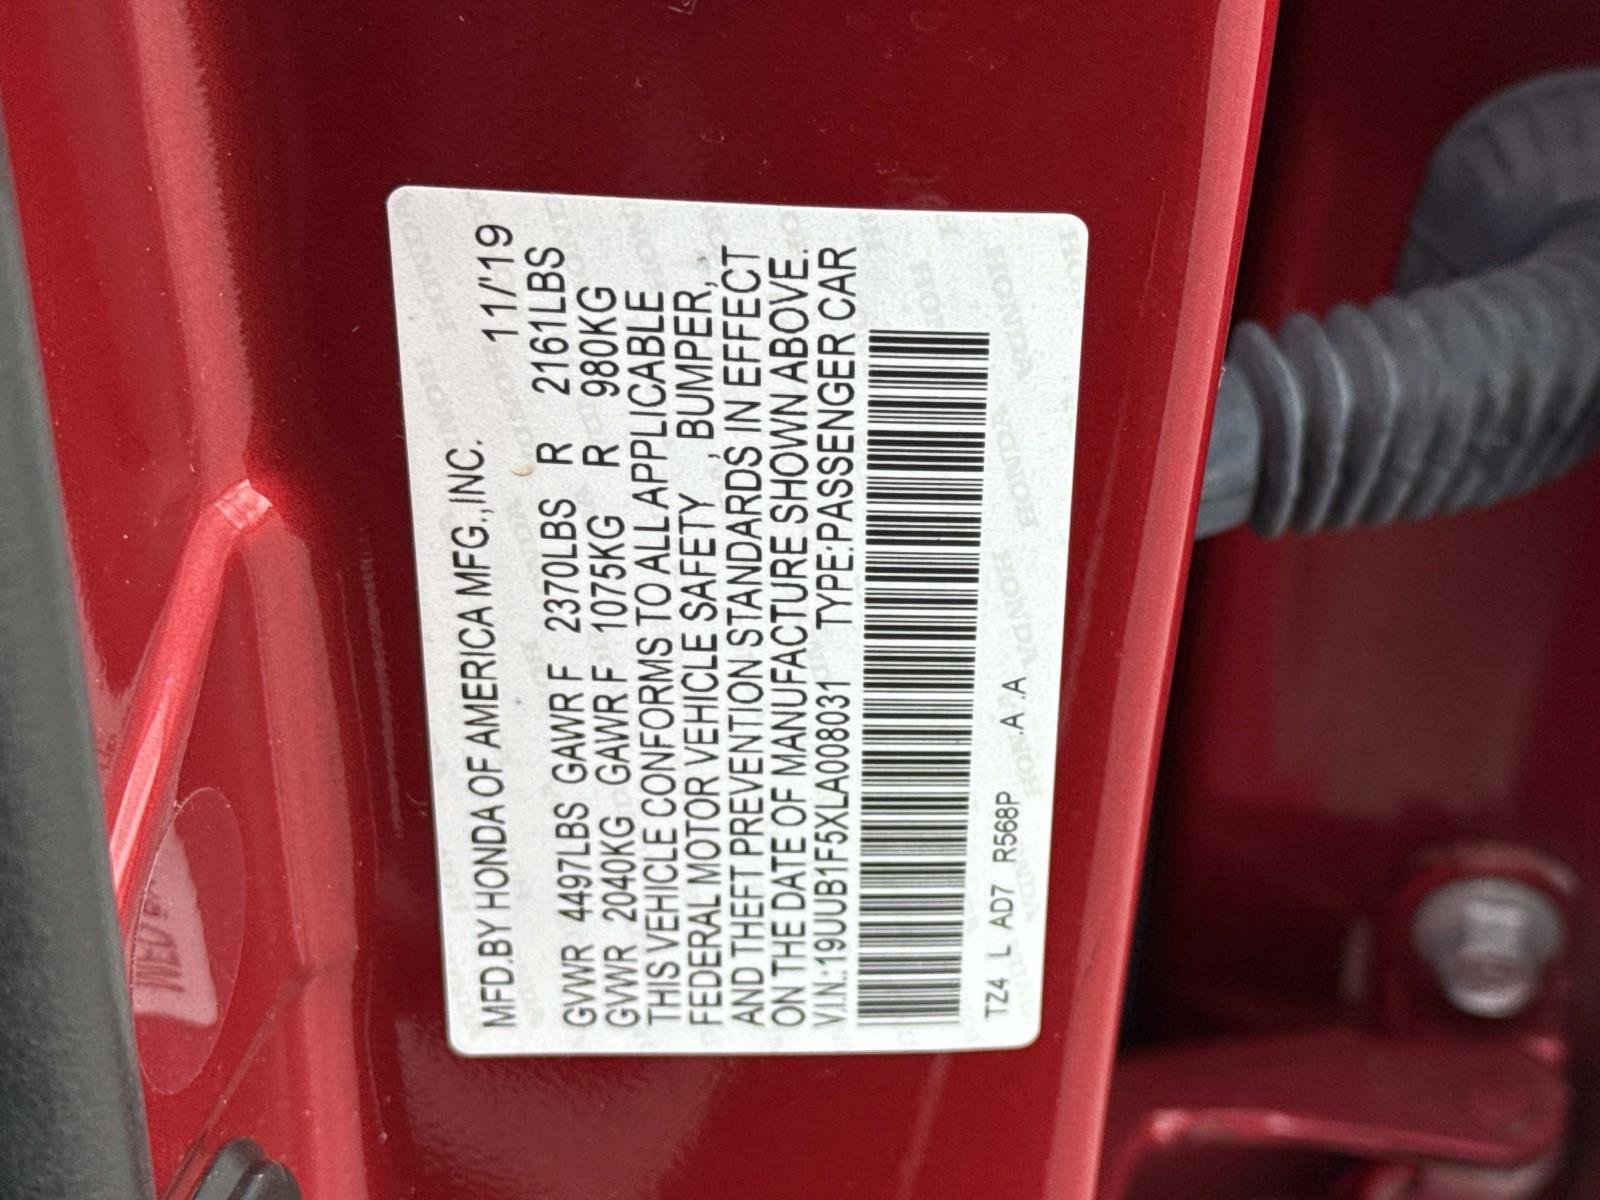 MFD.BY HONDA OF AMERICA MFG.,INC. 11/'19
GVWR 4497LBS GAWR F 2370LBS R 2161LBS
GVWR 2040KG GAWR F 1075KG R 980KG
THIS VEHICLE CONFORMS TO ALL APPLICABLE
FEDERAL MOTOR VEHICLE SAFETY , BUMPER,
AND THEFT PREVENTION STANDARDS IN EFFECT
ON THE DATE OF MANUFACTURE SHOWN ABOVE.
V.I.N.:19UUB1F5XLA008031 TYPE:PASSENGER CAR
TZ4 L AD7 R568P .A .A .A